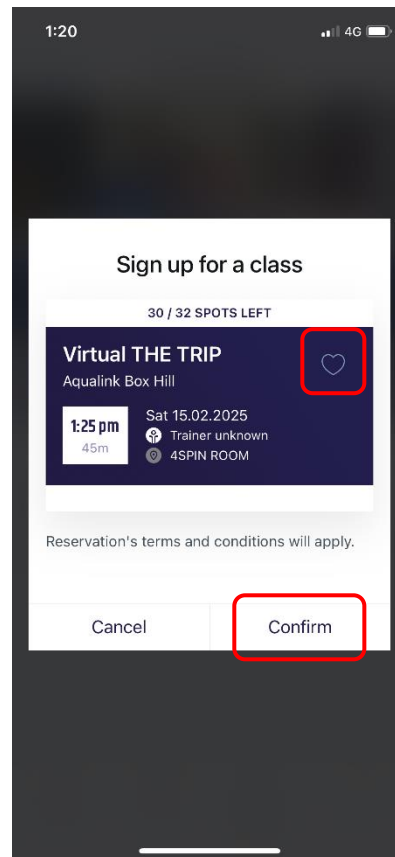 1:20 4G
Sign up for a class
30 / 32 SPOTS LEFT
Virtual THE TRIP
Aqualink Box Hill
1:25 pm
45m
Sat 15.02.2025
Trainer unknown
4SPIN ROOM
Reservation's terms and conditions will apply.
Cancel Confirm